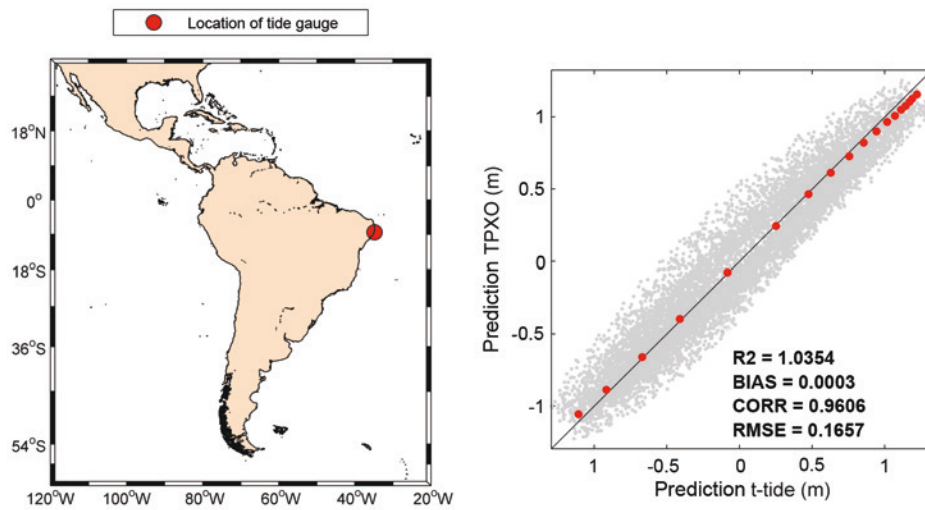 Location of tide gauge
18°N
0°
18°S
36°S
54°S
120°W 100°W 80°W 60°W 40°W 20°W
Prediction TPXO (m)
1
0.5
0
-0.5
-1
R2 = 1.0354
BIAS = 0.0003
CORR = 0.9606
RMSE = 0.1657
1 -0.5 0 0.5 1
Prediction t-tide (m)